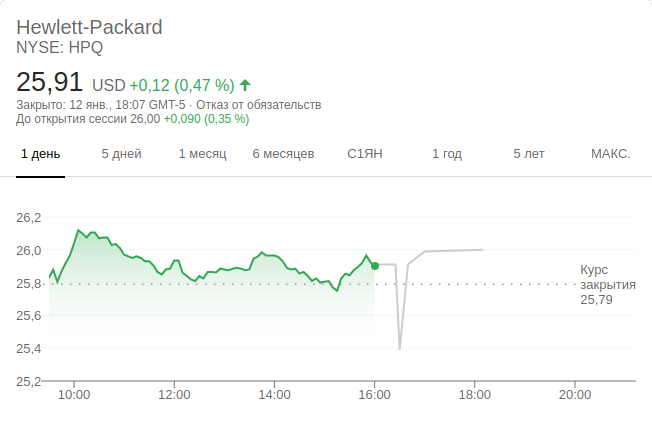 Hewlett-Packard
NYSE: HPQ
25,91 USD +0,12 (0,47 %)
Закрыто: 12 янв., 18:07 GMT-5 · Отказ от обязательств
До открытия сессии 26,00 +0,090 (0,35 %)
1 день 5 дней 1 месяц 6 месяцев С1ЯН 1 год 5 лет МАКС.
26,2
26,0
25,8
25,6
25,4
25,2
Курс
закрытия
25,79
10:00 12:00 14:00 16:00 18:00 20:00